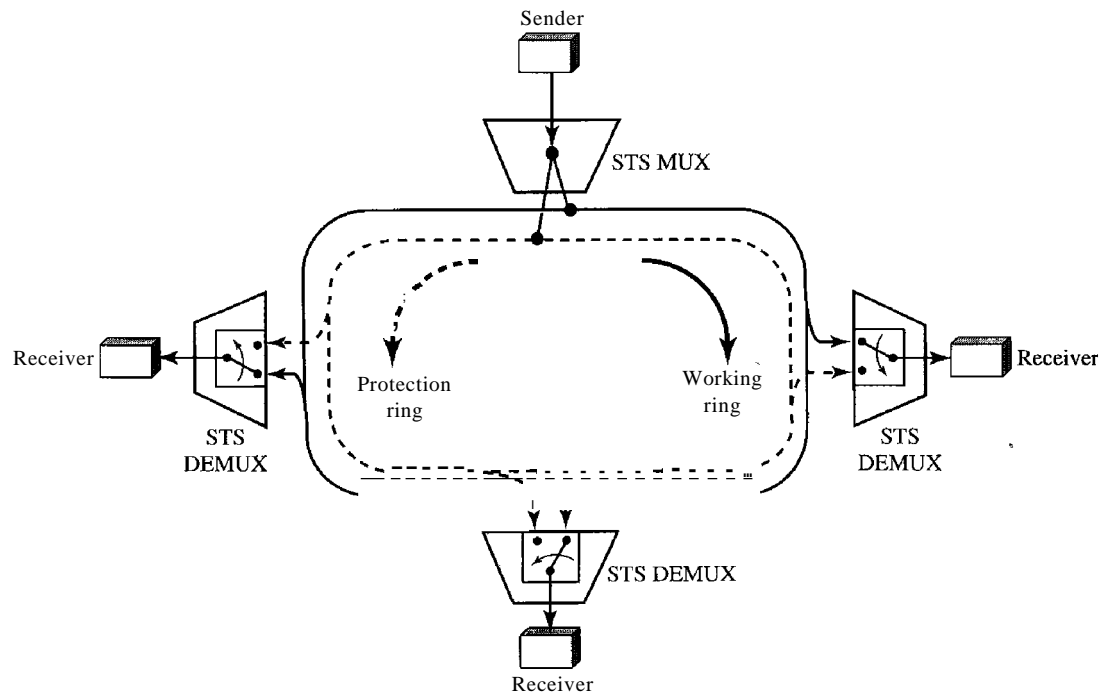 Sender
STS MUX
Receiver
Protection
ring
Working
ring
Receiver
STS
DEMUX
STS
DEMUX
STS DEMUX
Receiver